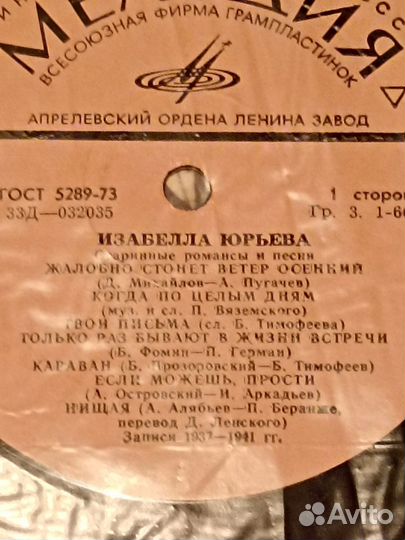 МЕЛОДИЯ
ВСЕСОЮЗНАЯ ФИРМА ГРАМПЛАСТИНОК
АПРЕЛЕВСКИЙ ОРДЕНА ЛЕНИНА ЗАВОД
ГОСТ 5289-73
33Д—032035
1 сторон
Гр. 3. 1-60
ИЗАБЕЛЛА ЮРЬЕВА
Старинные романсы и песни
ЖАЛОБНО СТОНЕТ ВЕТЕР ОСЕННИЙ
(Д. Михайлов—А. Пугачев)
КОГДА ПО ЦЕЛЫМ ДНЯМ
(муз. и сл. П. Вяземского)
ТВОИ ПИСЬМА (сл. Б. Тимофеева)
ТОЛЬКО РАЗ БЫВАЮТ В ЖИЗНИ ВСТРЕЧИ
(Б. Фомин—П. Герман)
КАРАВАН (Б. Прозоровский—Б. Тимофеев)
ЕСЛИ МОЖЕШЬ, ПРОСТИ
(А. Островский—И. Аркадьев)
НИЩАЯ (А. Алябьев—П. Беранже,
перевод Д. Ленского)
Записи 1937—1941 гг.
Avito